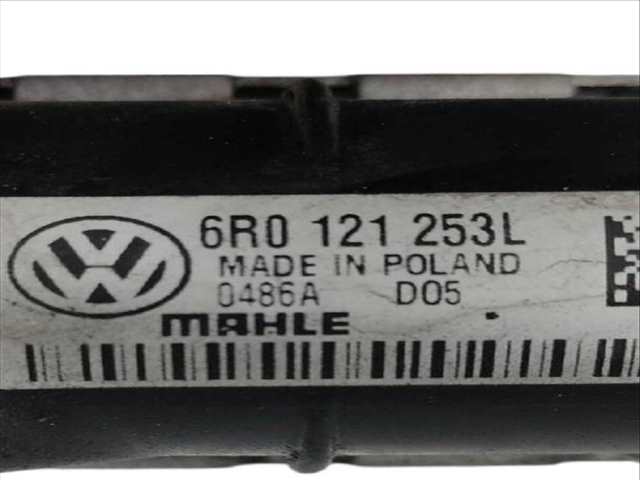 6R0 121 253L
MADE IN POLAND
0486A D05
MAHLE